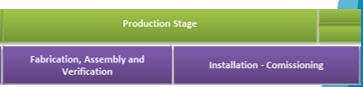 Production Stage
Fabrication, Assembly and
Verification
Installation - Comissioning